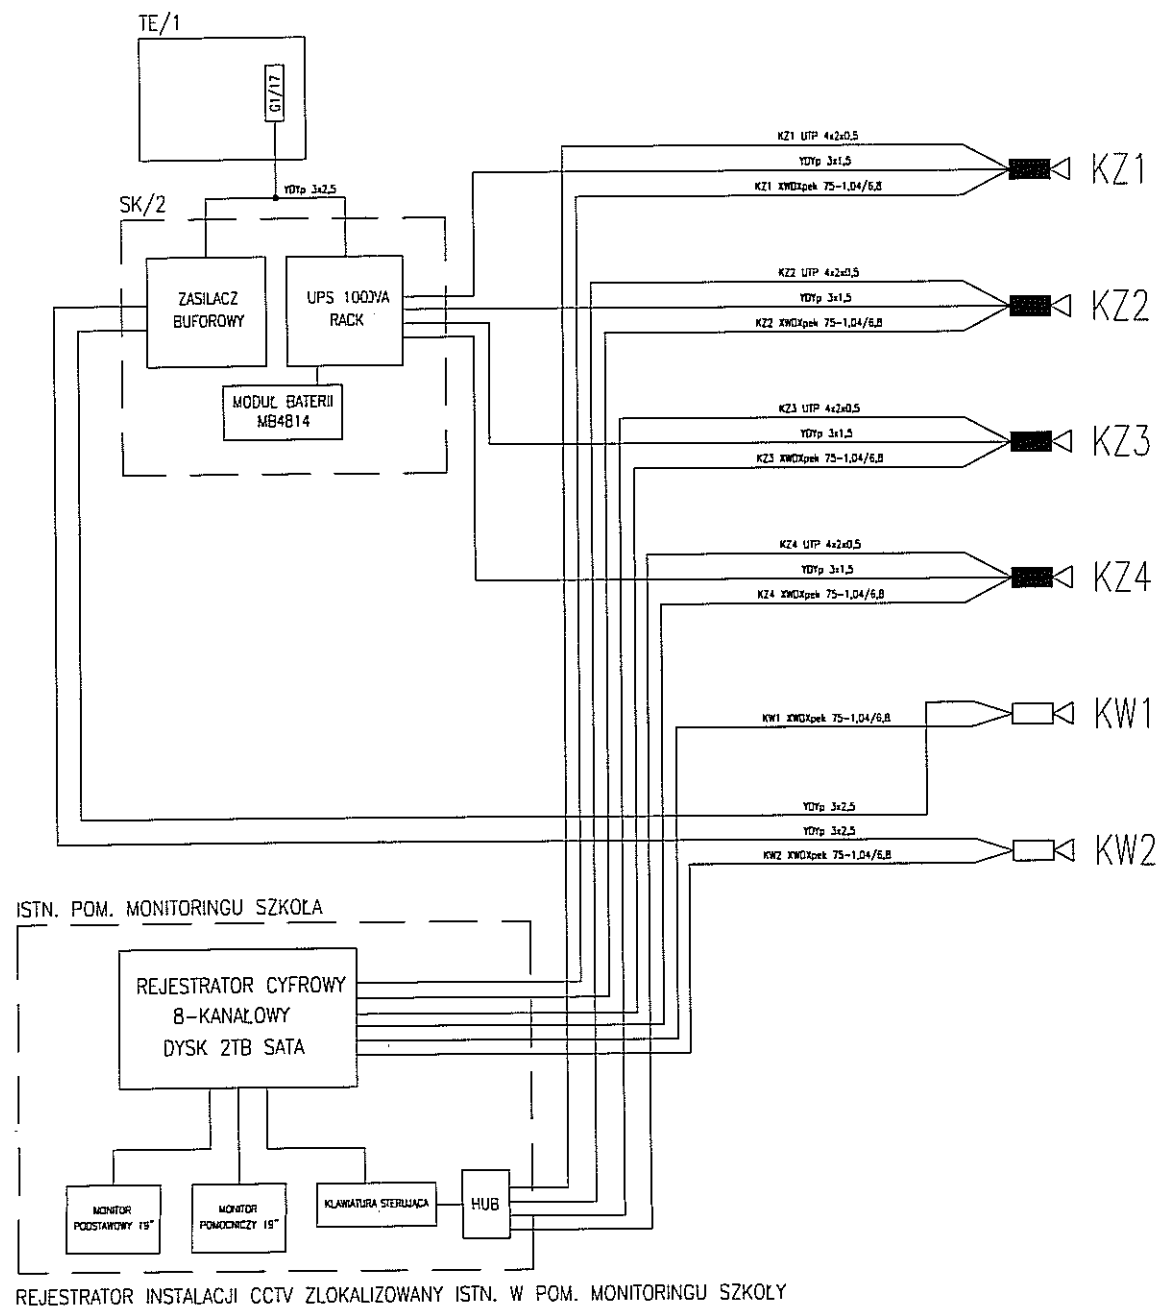 TE/1
G1/17
YDYp 3x2,5
SK/2
ZASILACZ
BUFOROWY
UPS 1000VA
RACK
MODUŁ BATERII
MB4814
KZ1 UTP 4x2x0,5
YDYp 3x1,5
KZ1 XWDXpek 75-1,04/6,8
KZ1
KZ2 UTP 4x2x0,5
YDYp 3x1,5
KZ2 XWDXpek 75-1,04/6,8
KZ2
KZ3 UTP 4x2x0,5
YDYp 3x1,5
KZ3 XWDXpek 75-1,04/6,8
KZ3
KZ4 UTP 4x2x0,5
YDYp 3x1,5
KZ4 XWDXpek 75-1,04/6,8
KZ4
KW1 XWDXpek 75-1,04/6,8
KW1
YDYp 3x2,5
YDYp 3x2,5
KW2 XWDXpek 75-1,04/6,8
KW2
ISTN. POM. MONITORINGU SZKOŁA
REJESTRATOR CYFROWY
8-KANAŁOWY
DYSK 2TB SATA
MONITOR
PODSTAWOWY 19"
MONITOR
POMOCNICZY 19"
KLAWIATURA STERUJĄCA
HUB
REJESTRATOR INSTALACJI CCTV ZLOKALIZOWANY ISTN. W POM. MONITORINGU SZKOŁY